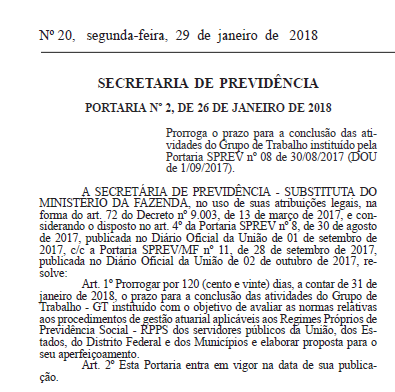 Nº 20, segunda-feira, 29 de janeiro de 2018
SECRETARIA DE PREVIDÊNCIA
PORTARIA Nº 2, DE 26 DE JANEIRO DE 2018
Prorroga o prazo para a conclusão das ati-
vidades do Grupo de Trabalho instituído pela
Portaria SPREV nº 08 de 30/08/2017 (DOU
de 1/09/2017).
A SECRETÁRIA DE PREVIDÊNCIA - SUBSTITUTA DO
MINISTÉRIO DA FAZENDA, no uso de suas atribuições legais, na
forma do art. 72 do Decreto nº 9.003, de 13 de março de 2017, e con-
siderando o disposto no art. 4º da Portaria SPREV nº 8, de 30 de agosto
de 2017, publicada no Diário Oficial da União de 01 de setembro de
2017, c/c a Portaria SPREV/MF nº 11, de 28 de setembro de 2017,
publicada no Diário Oficial da União de 02 de outubro de 2017, re-
solve:
Art. 1º Prorrogar por 120 (cento e vinte) dias, a contar de 31 de
janeiro de 2018, o prazo para a conclusão das atividades do Grupo de
Trabalho - GT instituído com o objetivo de avaliar as normas relativas
aos procedimentos de gestão atuarial aplicáveis aos Regimes Próprios de
Previdência Social - RPPS dos servidores públicos da União, dos Es-
tados, do Distrito Federal e dos Municípios e elaborar proposta para o
seu aperfeiçoamento.
Art. 2º Esta Portaria entra em vigor na data de sua publica-
ção.